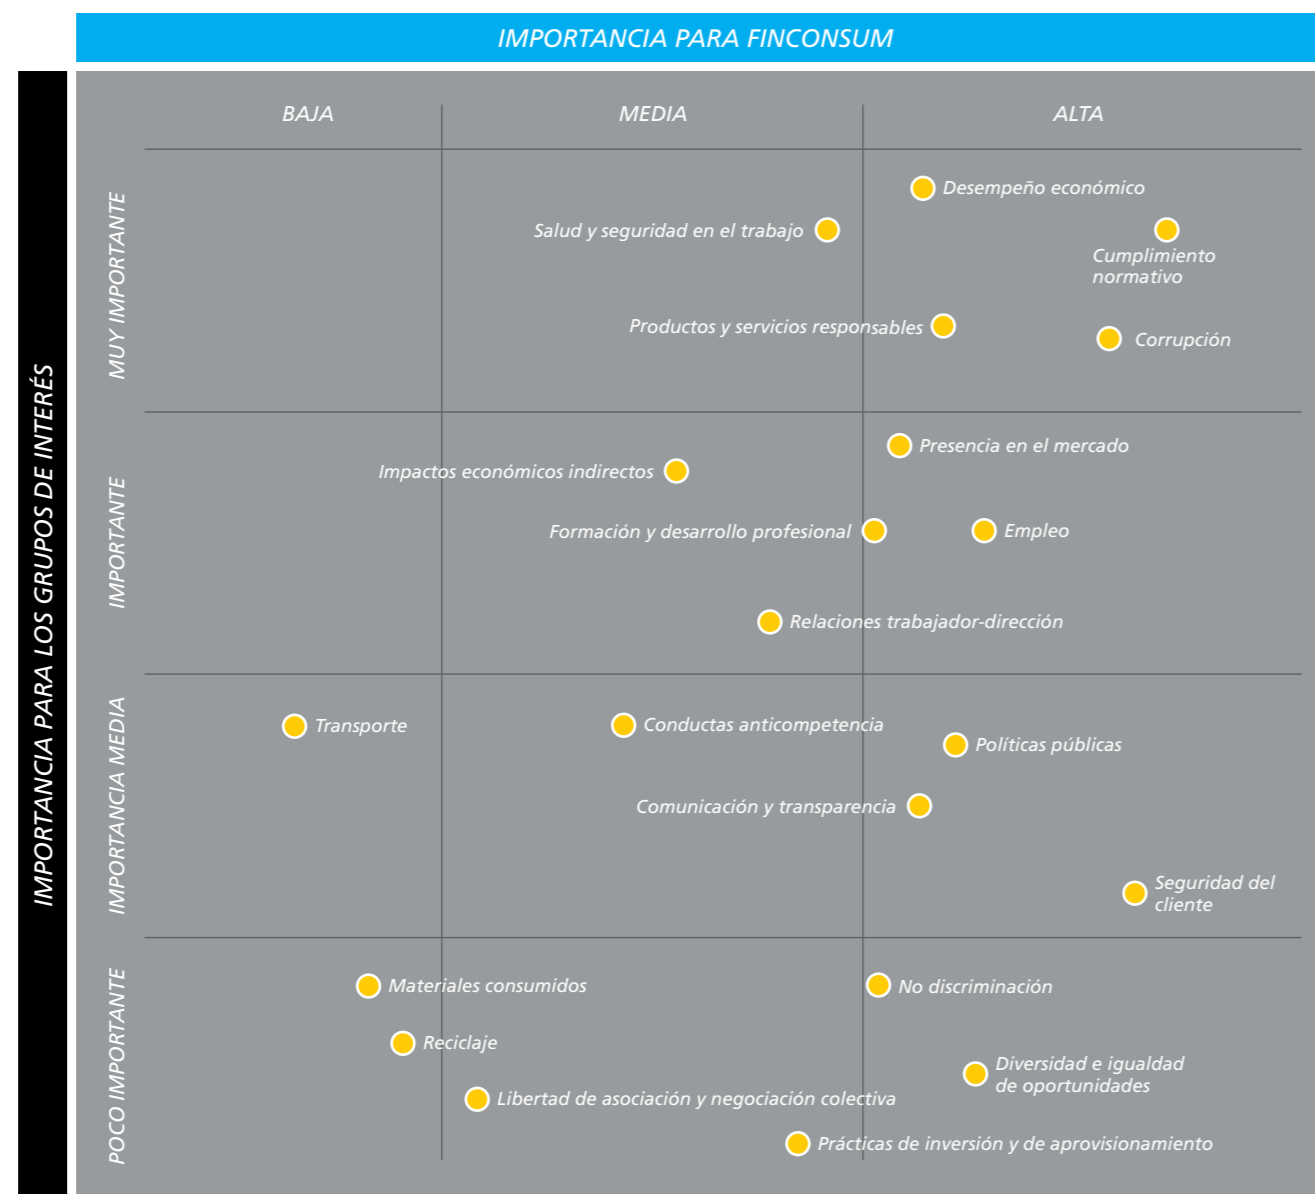 IMPORTANCIA PARA FINCONSUM
IMPORTANCIA PARA LOS GRUPOS DE INTERÉS
BAJA
MEDIA
ALTA
MUY IMPORTANTE
Desempeño económico
Salud y seguridad en el trabajo
Cumplimiento
normativo
Productos y servicios responsables
Corrupción
IMPORTANTE
Presencia en el mercado
Impactos económicos indirectos
Formación y desarrollo profesional
Empleo
Relaciones trabajador-dirección
IMPORTANCIA MEDIA
Transporte
Conductas anticompetencia
Políticas públicas
Comunicación y transparencia
Seguridad del
cliente
POCO IMPORTANTE
Materiales consumidos
No discriminación
Reciclaje
Diversidad e igualdad
de oportunidades
Libertad de asociación y negociación colectiva
Prácticas de inversión y de aprovisionamiento